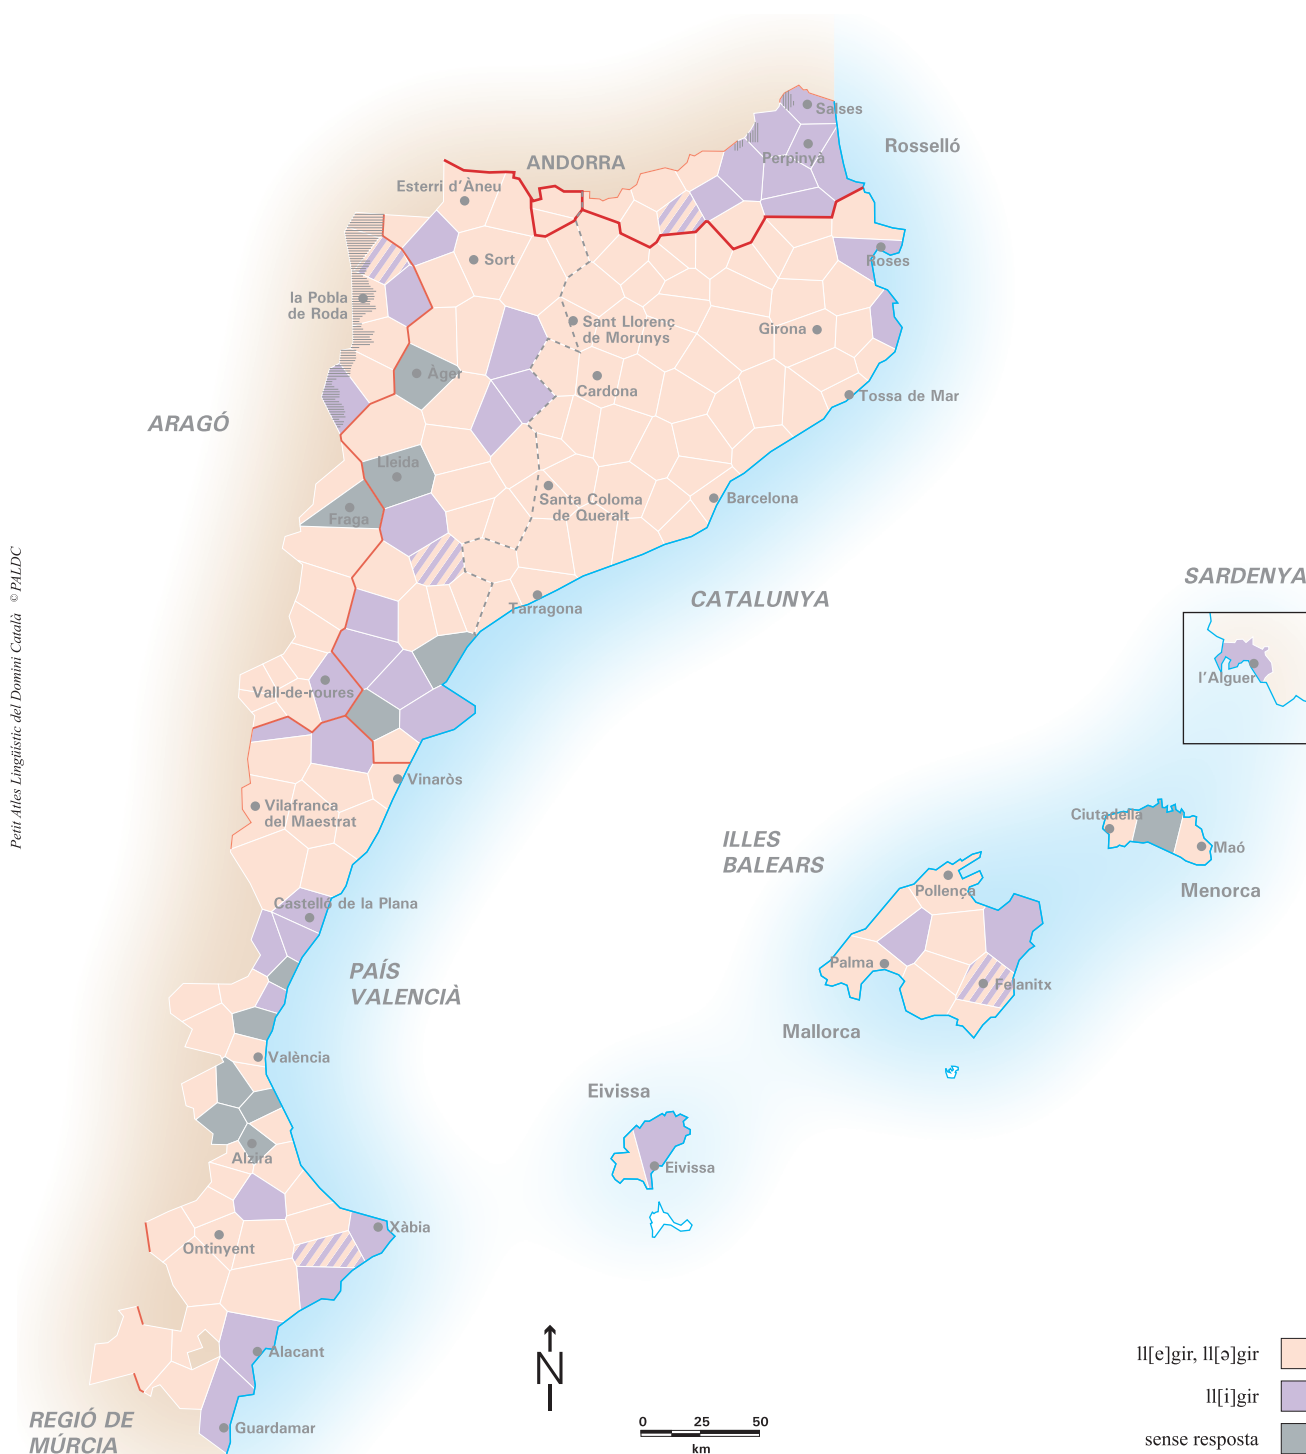 Salses
Rosselló
Perpinyà
ANDORRA
Esterri d'Àneu
Roses
Sort
la Pobla
de Roda
Sant Llorenç
de Morunys
Girona
Àger
Cardona
Tossa de Mar
ARAGÓ
Lleida
Santa Coloma
de Queralt
Barcelona
Fraga
Petit Atles Lingüístic del Domini Català © PALDC
SARDENYA
CATALUNYA
Tarragona
l'Alguer
Vall-de-roures
Vinaròs
Vilafranca
del Maestrat
ILLES
BALEARS
Ciutadella
Maó
Menorca
Pollença
Castelló de la Plana
Palma
PAÍS
VALENCIÀ
Felanitx
Mallorca
València
Eivissa
Alzira
Eivissa
Xàbia
Ontinyent
Alacant
N
ll[e]gir, ll[ə]gir
ll[i]gir
REGIÓ DE
MÚRCIA
Guardamar
0 25 50
km
sense resposta